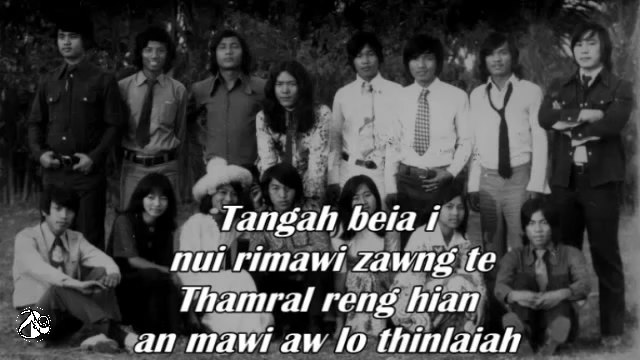 Tangah beia i
nui rimawi zawng te
Thamral reng hian
an mawi aw lo thinlaiah